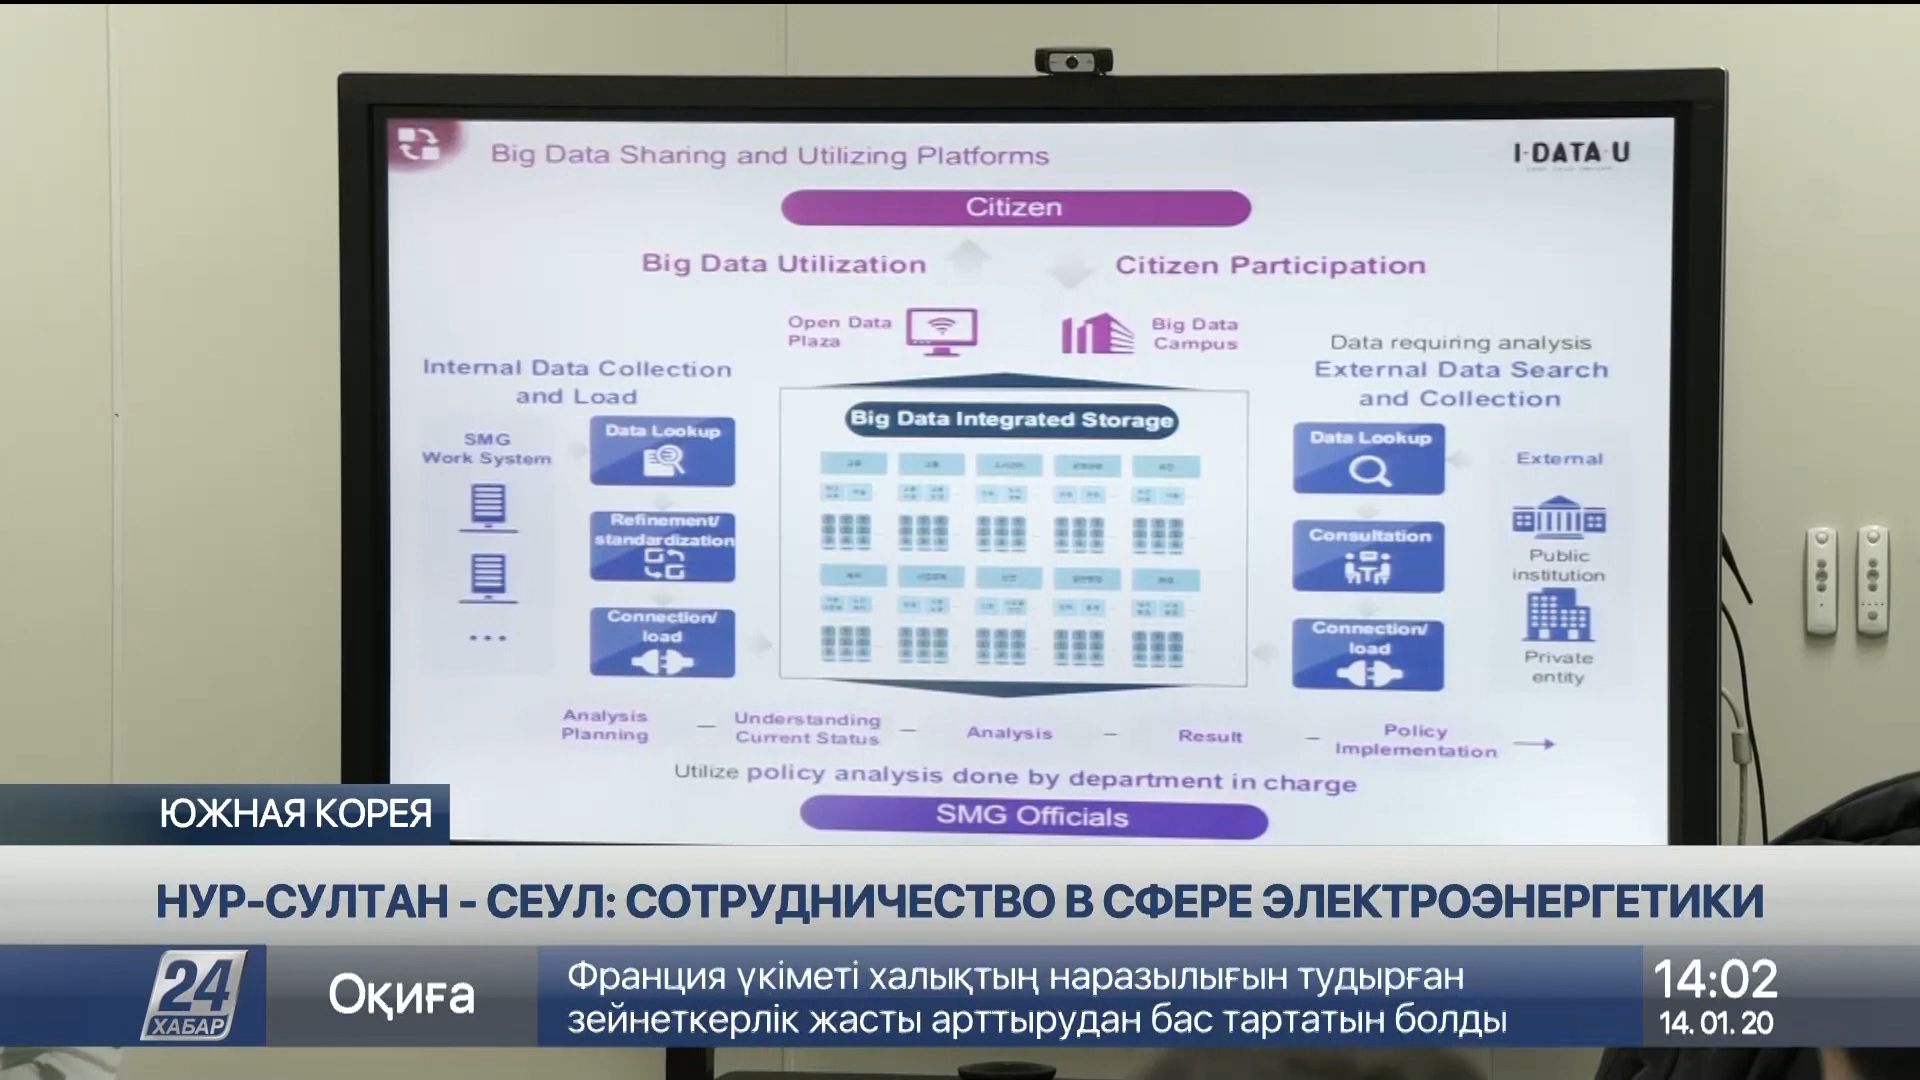 Big Data Sharing and Utilizing Platforms
I·DATA·U
Citizen
Big Data Utilization
Citizen Participation
Open Data
Plaza
Big Data
Campus
Internal Data Collection
and Load
Data requiring analysis
External Data Search
and Collection
SMG
Work System
Data Lookup
Refinement/
standardization
Connection/
load
Big Data Integrated Storage
Data Lookup
Consultation
Connection/
load
External
Public
institution
Private
entity
Analysis
Planning
Understanding
Current Status
Analysis
Result
Policy
Implementation
Utilize policy analysis done by department in charge
SMG Officials
ЮЖНАЯ КОРЕЯ
НУР-СУЛТАН - СЕУЛ: СОТРУДНИЧЕСТВО В СФЕРЕ ЭЛЕКТРОЭНЕРГЕТИКИ
24
ХАБАР
Оқиға
Франция үкіметі халықтың наразылығын тудырған
зейнеткерлік жасты арттырудан бас тартатын болды
14:02
14. 01. 20